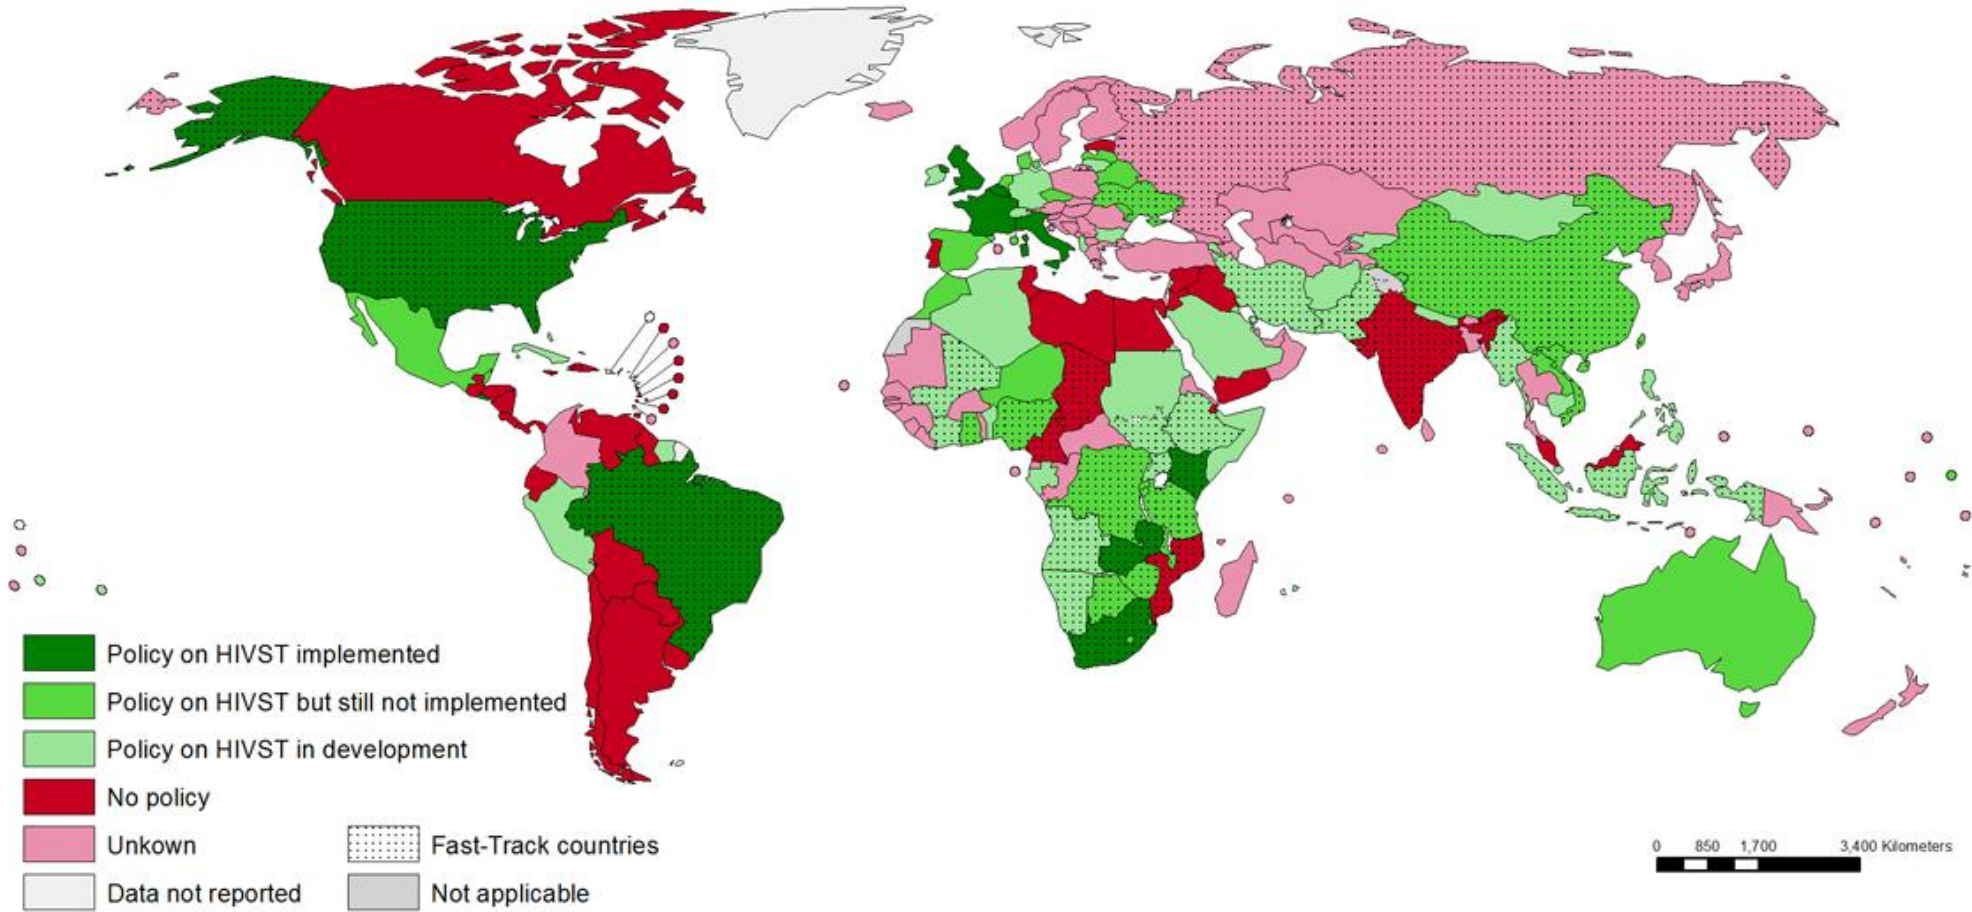 Policy on HIVST implemented
Policy on HIVST but still not implemented
Policy on HIVST in development
No policy
Unkown
Data not reported
Fast-Track countries
Not applicable
0 850 1,700 3,400 Kilometers